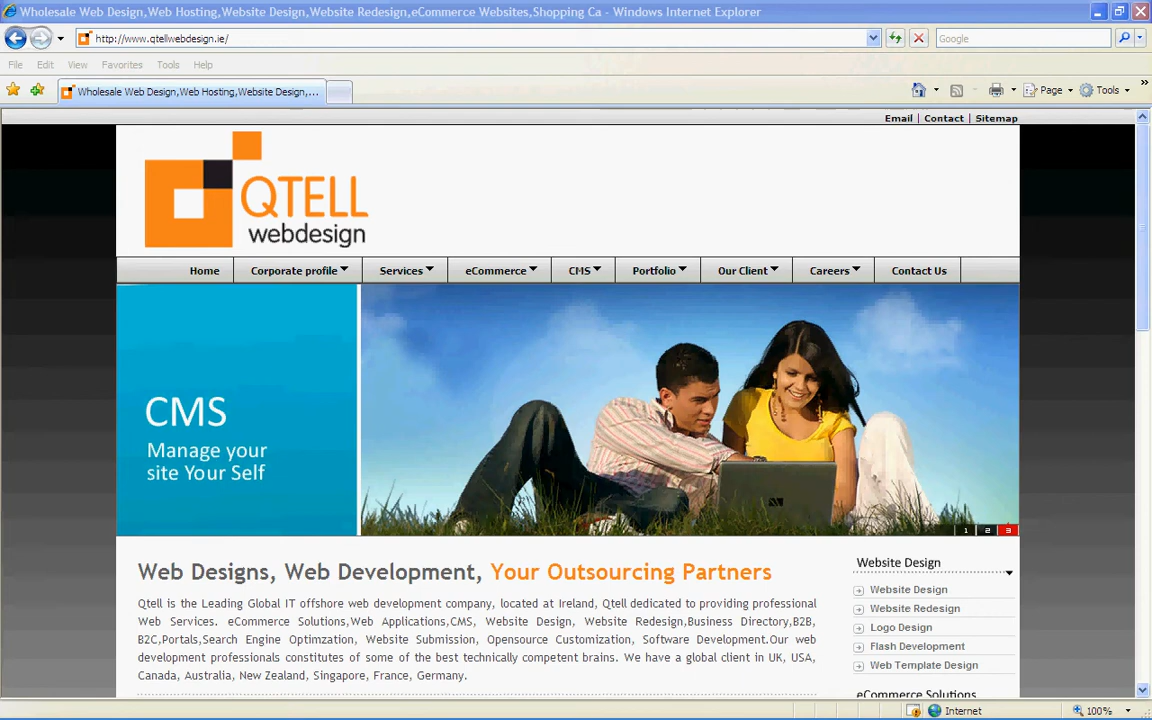 Wholesale Web Design,Web Hosting,Website Design,Website Redesign,eCommerce Websites,Shopping Ca - Windows Internet Explorer
http://www.qtellwebdesign.ie/
Google
File Edit View Favorites Tools Help
Wholesale Web Design,Web Hosting,Website Design,...
Page Tools
Email | Contact | Sitemap
QTELL
webdesign
Home Corporate profile Services eCommerce CMS Portfolio Our Client Careers Contact Us
CMS
Manage your
site Your Self
1 2 3
Web Designs, Web Development, Your Outsourcing Partners
Qtell is the Leading Global IT offshore web development company, located at Ireland, Qtell dedicated to providing professional
Web Services. eCommerce Solutions,Web Applications,CMS, Website Design, Website Redesign,Business Directory,B2B,
B2C,Portals,Search Engine Optimzation, Website Submission, Opensource Customization, Software Development.Our web
development professionals constitutes of some of the best technically competent brains. We have a global client in UK, USA,
Canada, Australia, New Zealand, Singapore, France, Germany.
Website Design
Website Design
Website Redesign
Logo Design
Flash Development
Web Template Design
eCommerce Solutions
Internet
100%